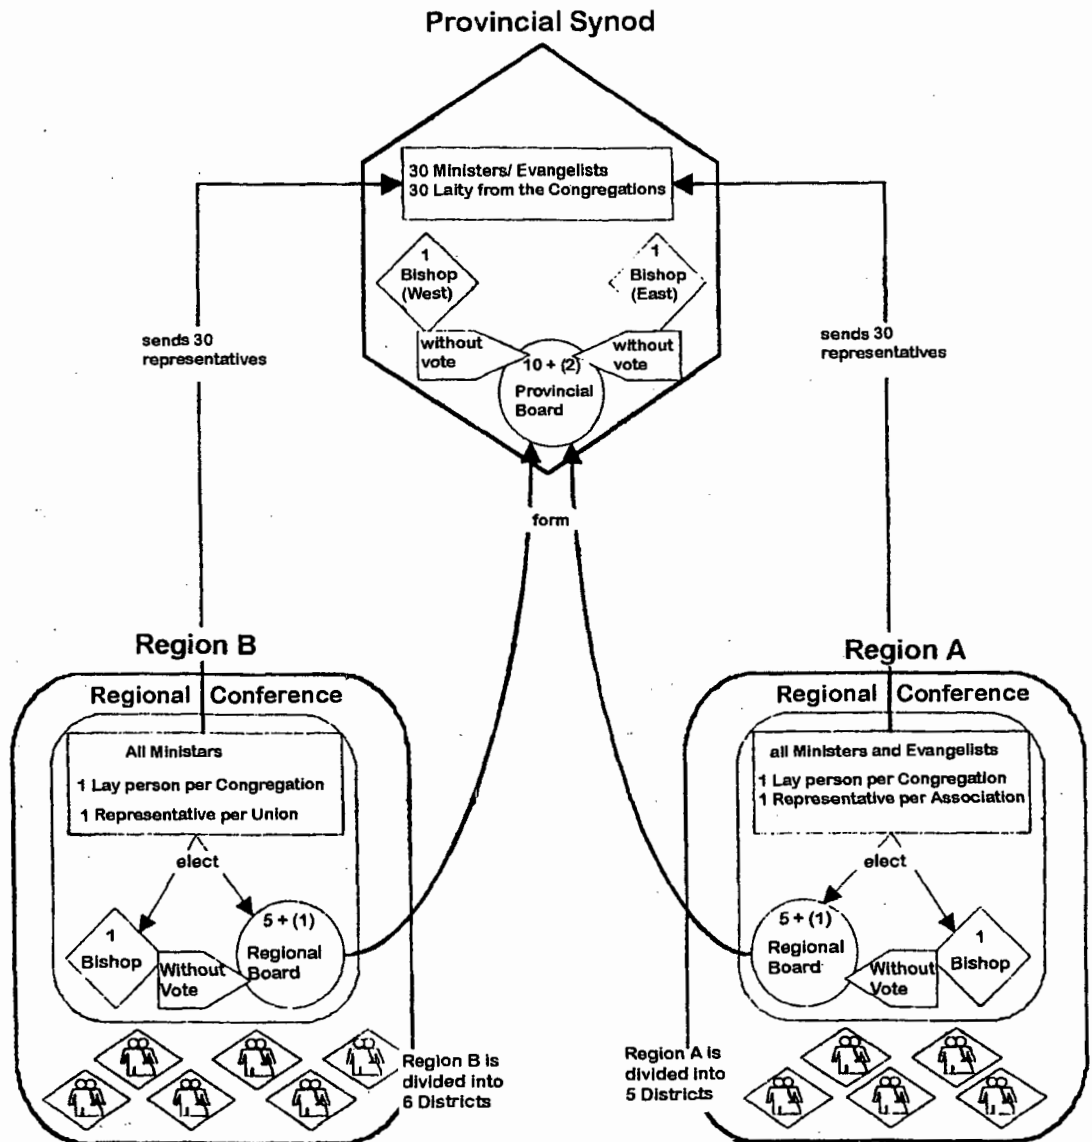 Provincial Synod
30 Ministers/ Evangelists
30 Laity from the Congregations
1
Bishop
(West)
1
Bishop
(East)
without
vote
without
vote
10 + (2)
Provincial
Board
sends 30
representatives
sends 30
representatives
form
Region B
Regional Conference
All Ministars
1 Lay person per Congregation
1 Representative per Union
elect
1
Bishop
Without
Vote
5 + (1)
Regional
Board
Region B is
divided into
6 Districts
Region A
Regional Conference
all Ministers and Evangelists
1 Lay person per Congregation
1 Representative per Association
elect
5 + (1)
Regional
Board
Without
Vote
1
Bishop
Region A is
divided into
5 Districts